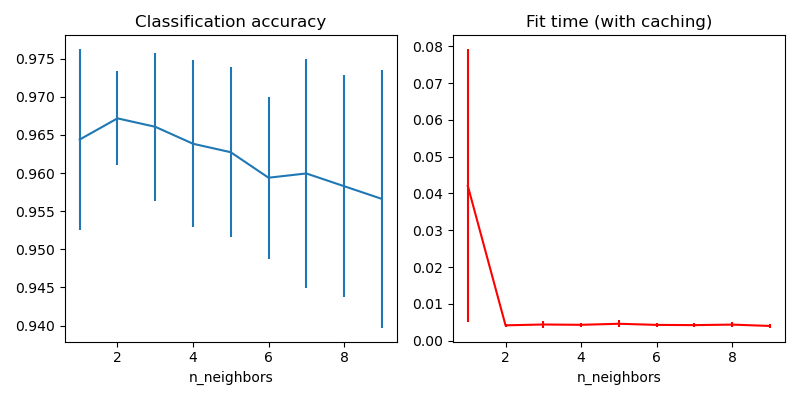 Classification accuracy
0.975
0.970
0.965
0.960
0.955
0.950
0.945
0.940
2 4 6 8
n_neighbors
Fit time (with caching)
0.08
0.07
0.06
0.05
0.04
0.03
0.02
0.01
0.00
2 4 6 8
n_neighbors